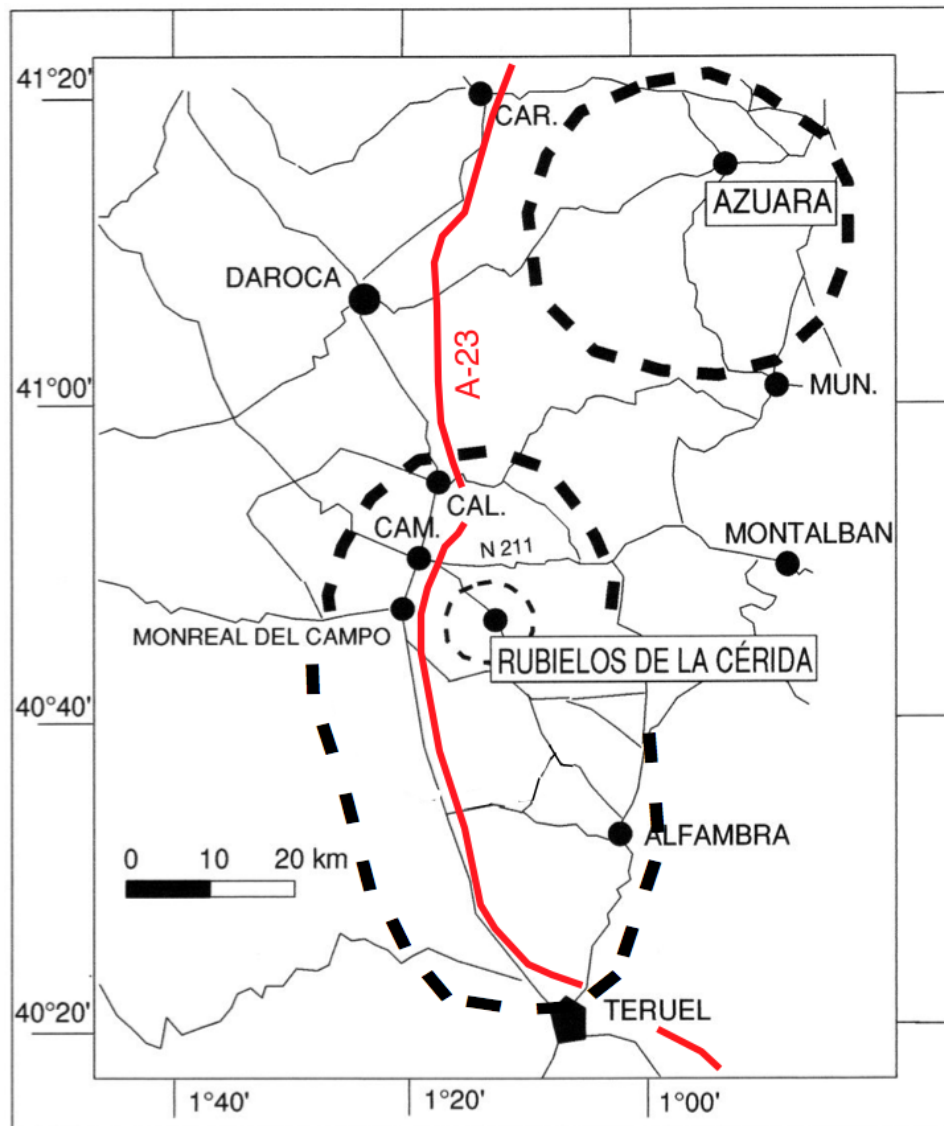 41°20'
CAR.
AZUARA
DAROCA
A-23
41°00'
MUN.
CAL.
CAM.
N 211
MONTALBAN
MONREAL DEL CAMPO
RUBIELOS DE LA CÉRIDA
40°40'
ALFAMBRA
0 10 20 km
TERUEL
40°20'
1°40' 1°20' 1°00'